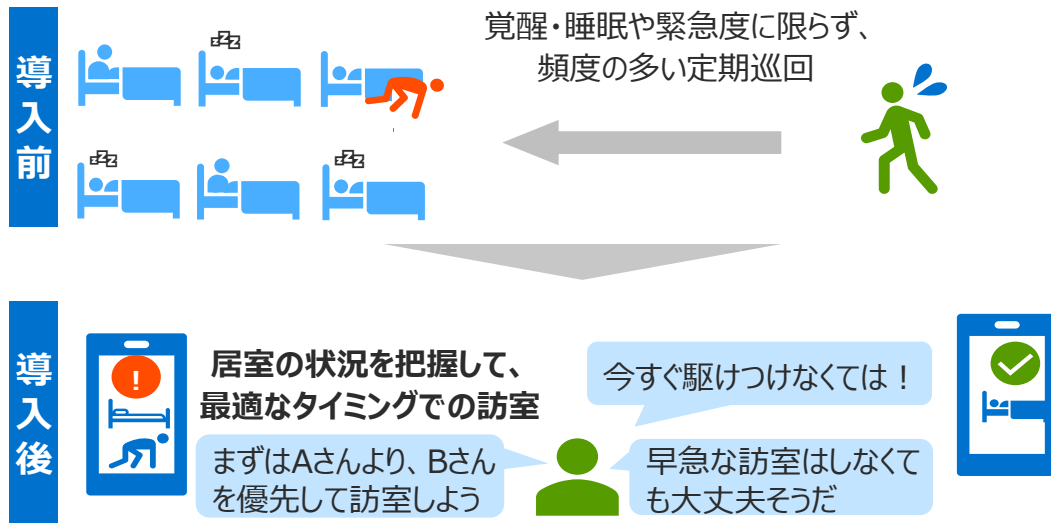 導入前
覚醒・睡眠や緊急度に限らず、
頻度の多い定期巡回
zzz
zzz
zzz
導入後
居室の状況を把握して、
最適なタイミングでの訪室
今すぐ駆けつけなくては！
まずはAさんより、Bさん
を優先して訪室しよう
早急な訪室はしなくて
も大丈夫そうだ
!